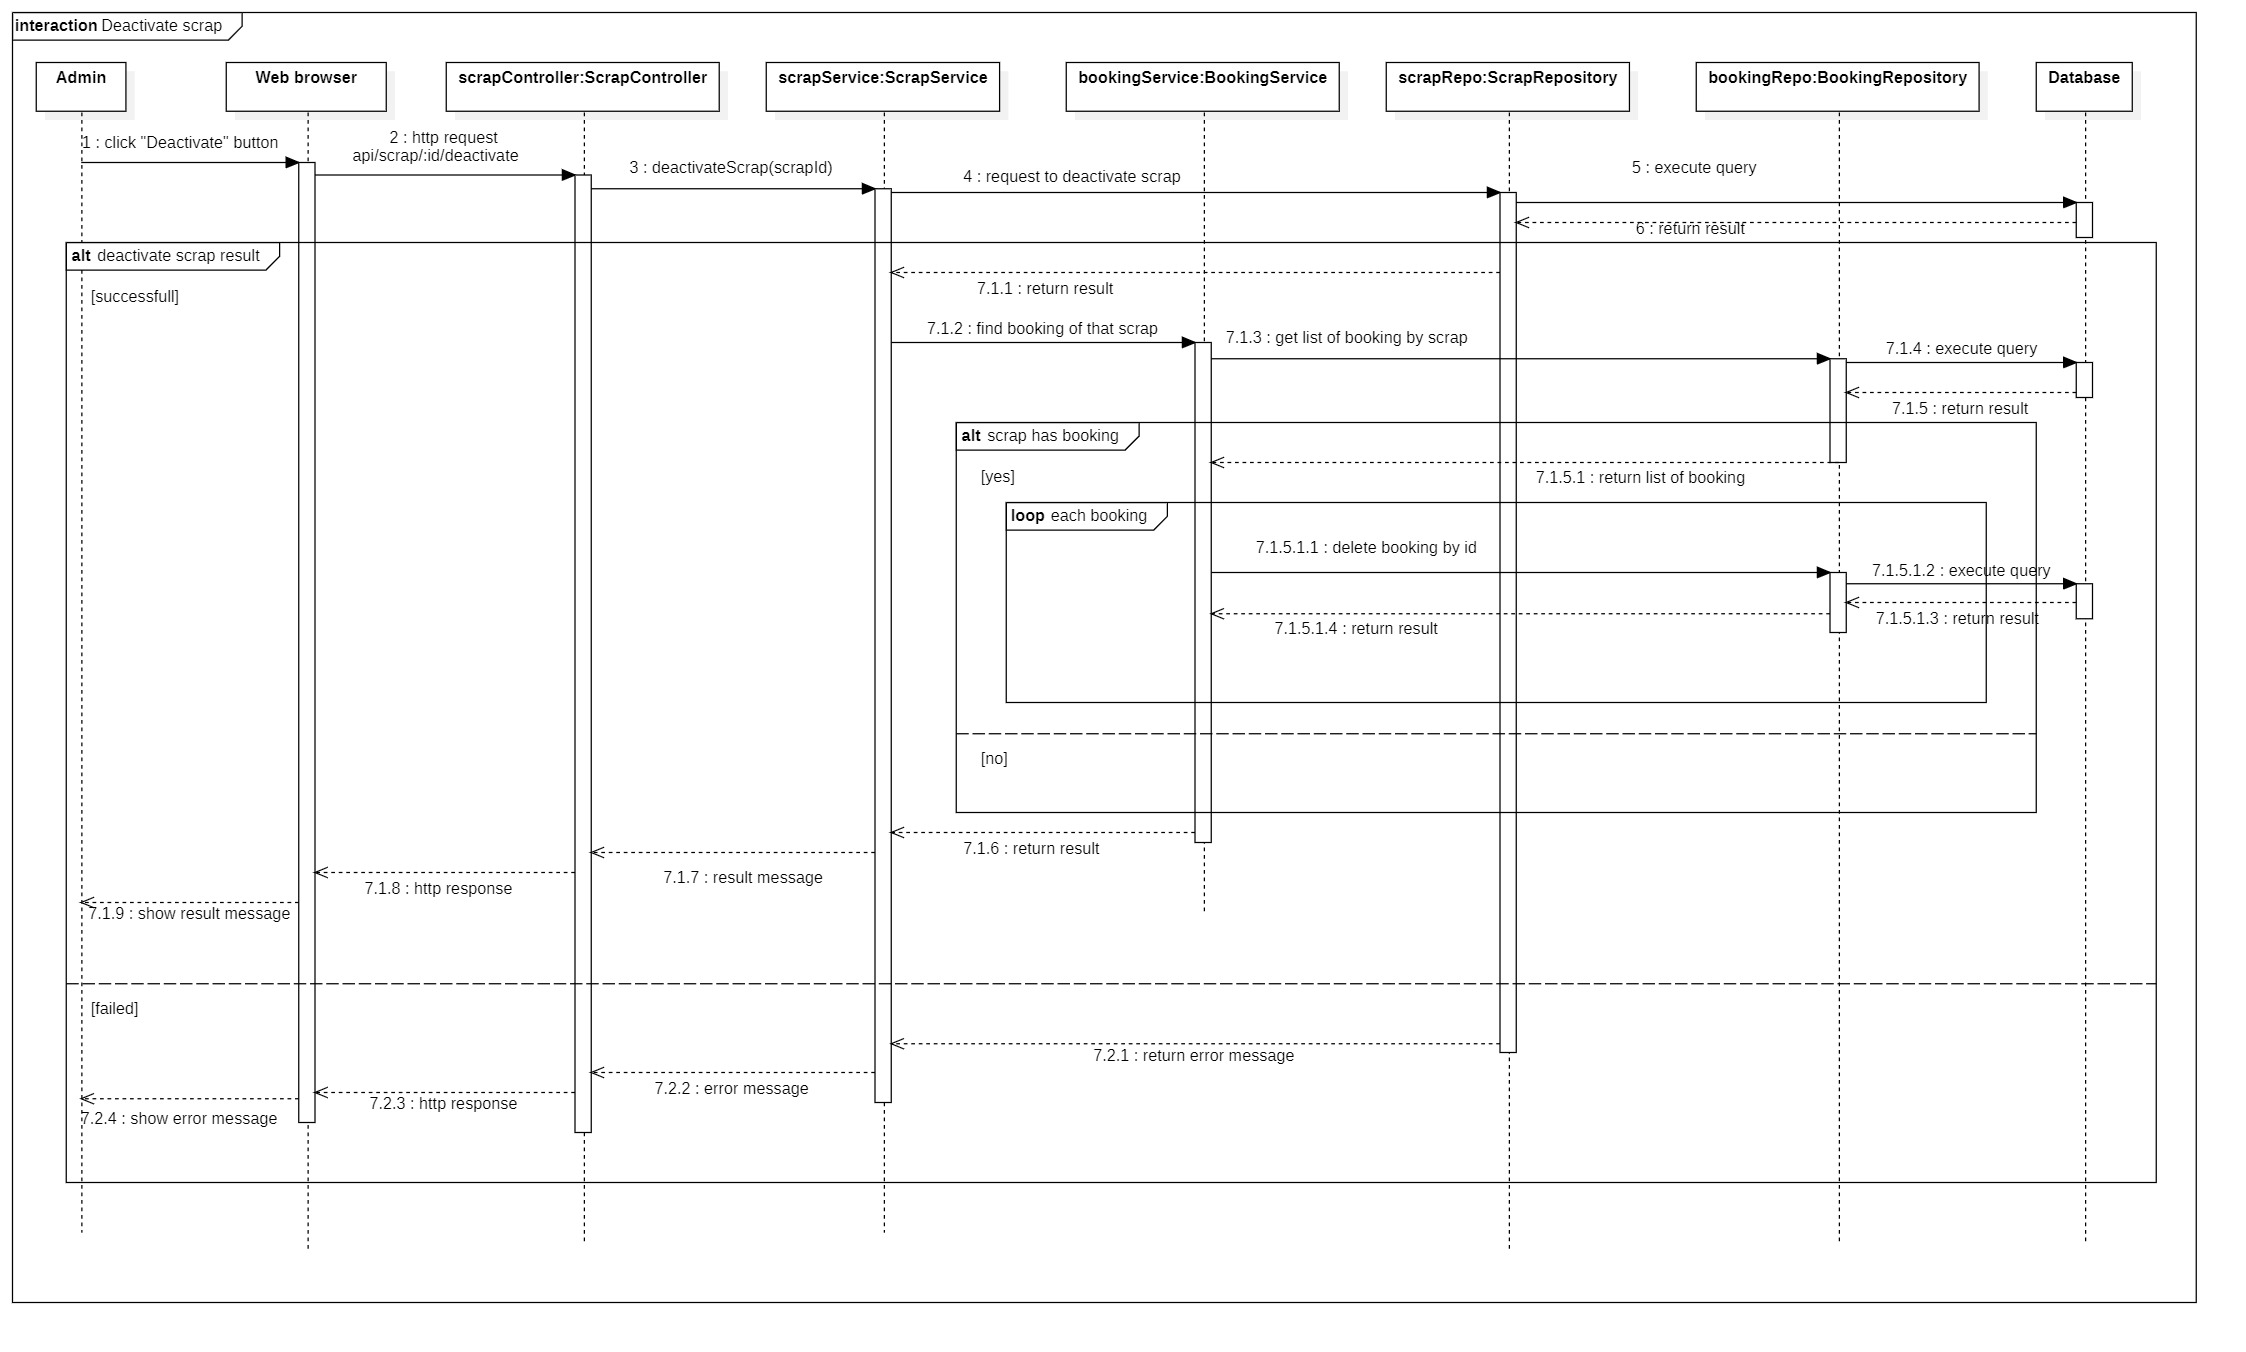 interaction Deactivate scrap
Admin
Web browser
scrapController:ScrapController
scrapService:ScrapService
bookingService:BookingService
scrapRepo:ScrapRepository
bookingRepo:BookingRepository
Database
1 : click "Deactivate" button
2 : http request
api/scrap/:id/deactivate
3 : deactivateScrap(scrapId)
4 : request to deactivate scrap
5 : execute query
6 : return result
alt deactivate scrap result
[successfull]
7.1.1 : return result
7.1.2 : find booking of that scrap
7.1.3 : get list of booking by scrap
7.1.4 : execute query
7.1.5 : return result
alt scrap has booking
[yes]
7.1.5.1 : return list of booking
loop each booking
7.1.5.1.1 : delete booking by id
7.1.5.1.2 : execute query
7.1.5.1.3 : return result
7.1.5.1.4 : return result
[no]
7.1.6 : return result
7.1.7 : result message
7.1.8 : http response
7.1.9 : show result message
[failed]
7.2.1 : return error message
7.2.2 : error message
7.2.3 : http response
7.2.4 : show error message